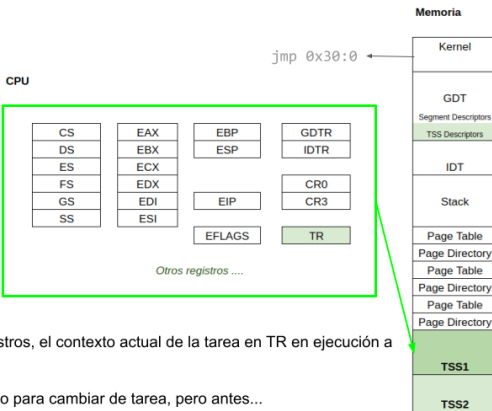 Memoria
Kernel
jmp 0x30:0
CPU
GDT
Segment Descriptors
TSS Descriptors
CS EAX EBP GDTR
DS EBX ESP IDTR
ES ECX
FS EDX CR0
GS EDI EIP CR3
SS ESI
EFLAGS TR
Otros registros ....
IDT
Stack
Page Table
Page Directory
Page Table
Page Directory
Page Table
Page Directory
TSS1
TSS2
stros, el contexto actual de la tarea en TR en ejecución a
o para cambiar de tarea, pero antes...